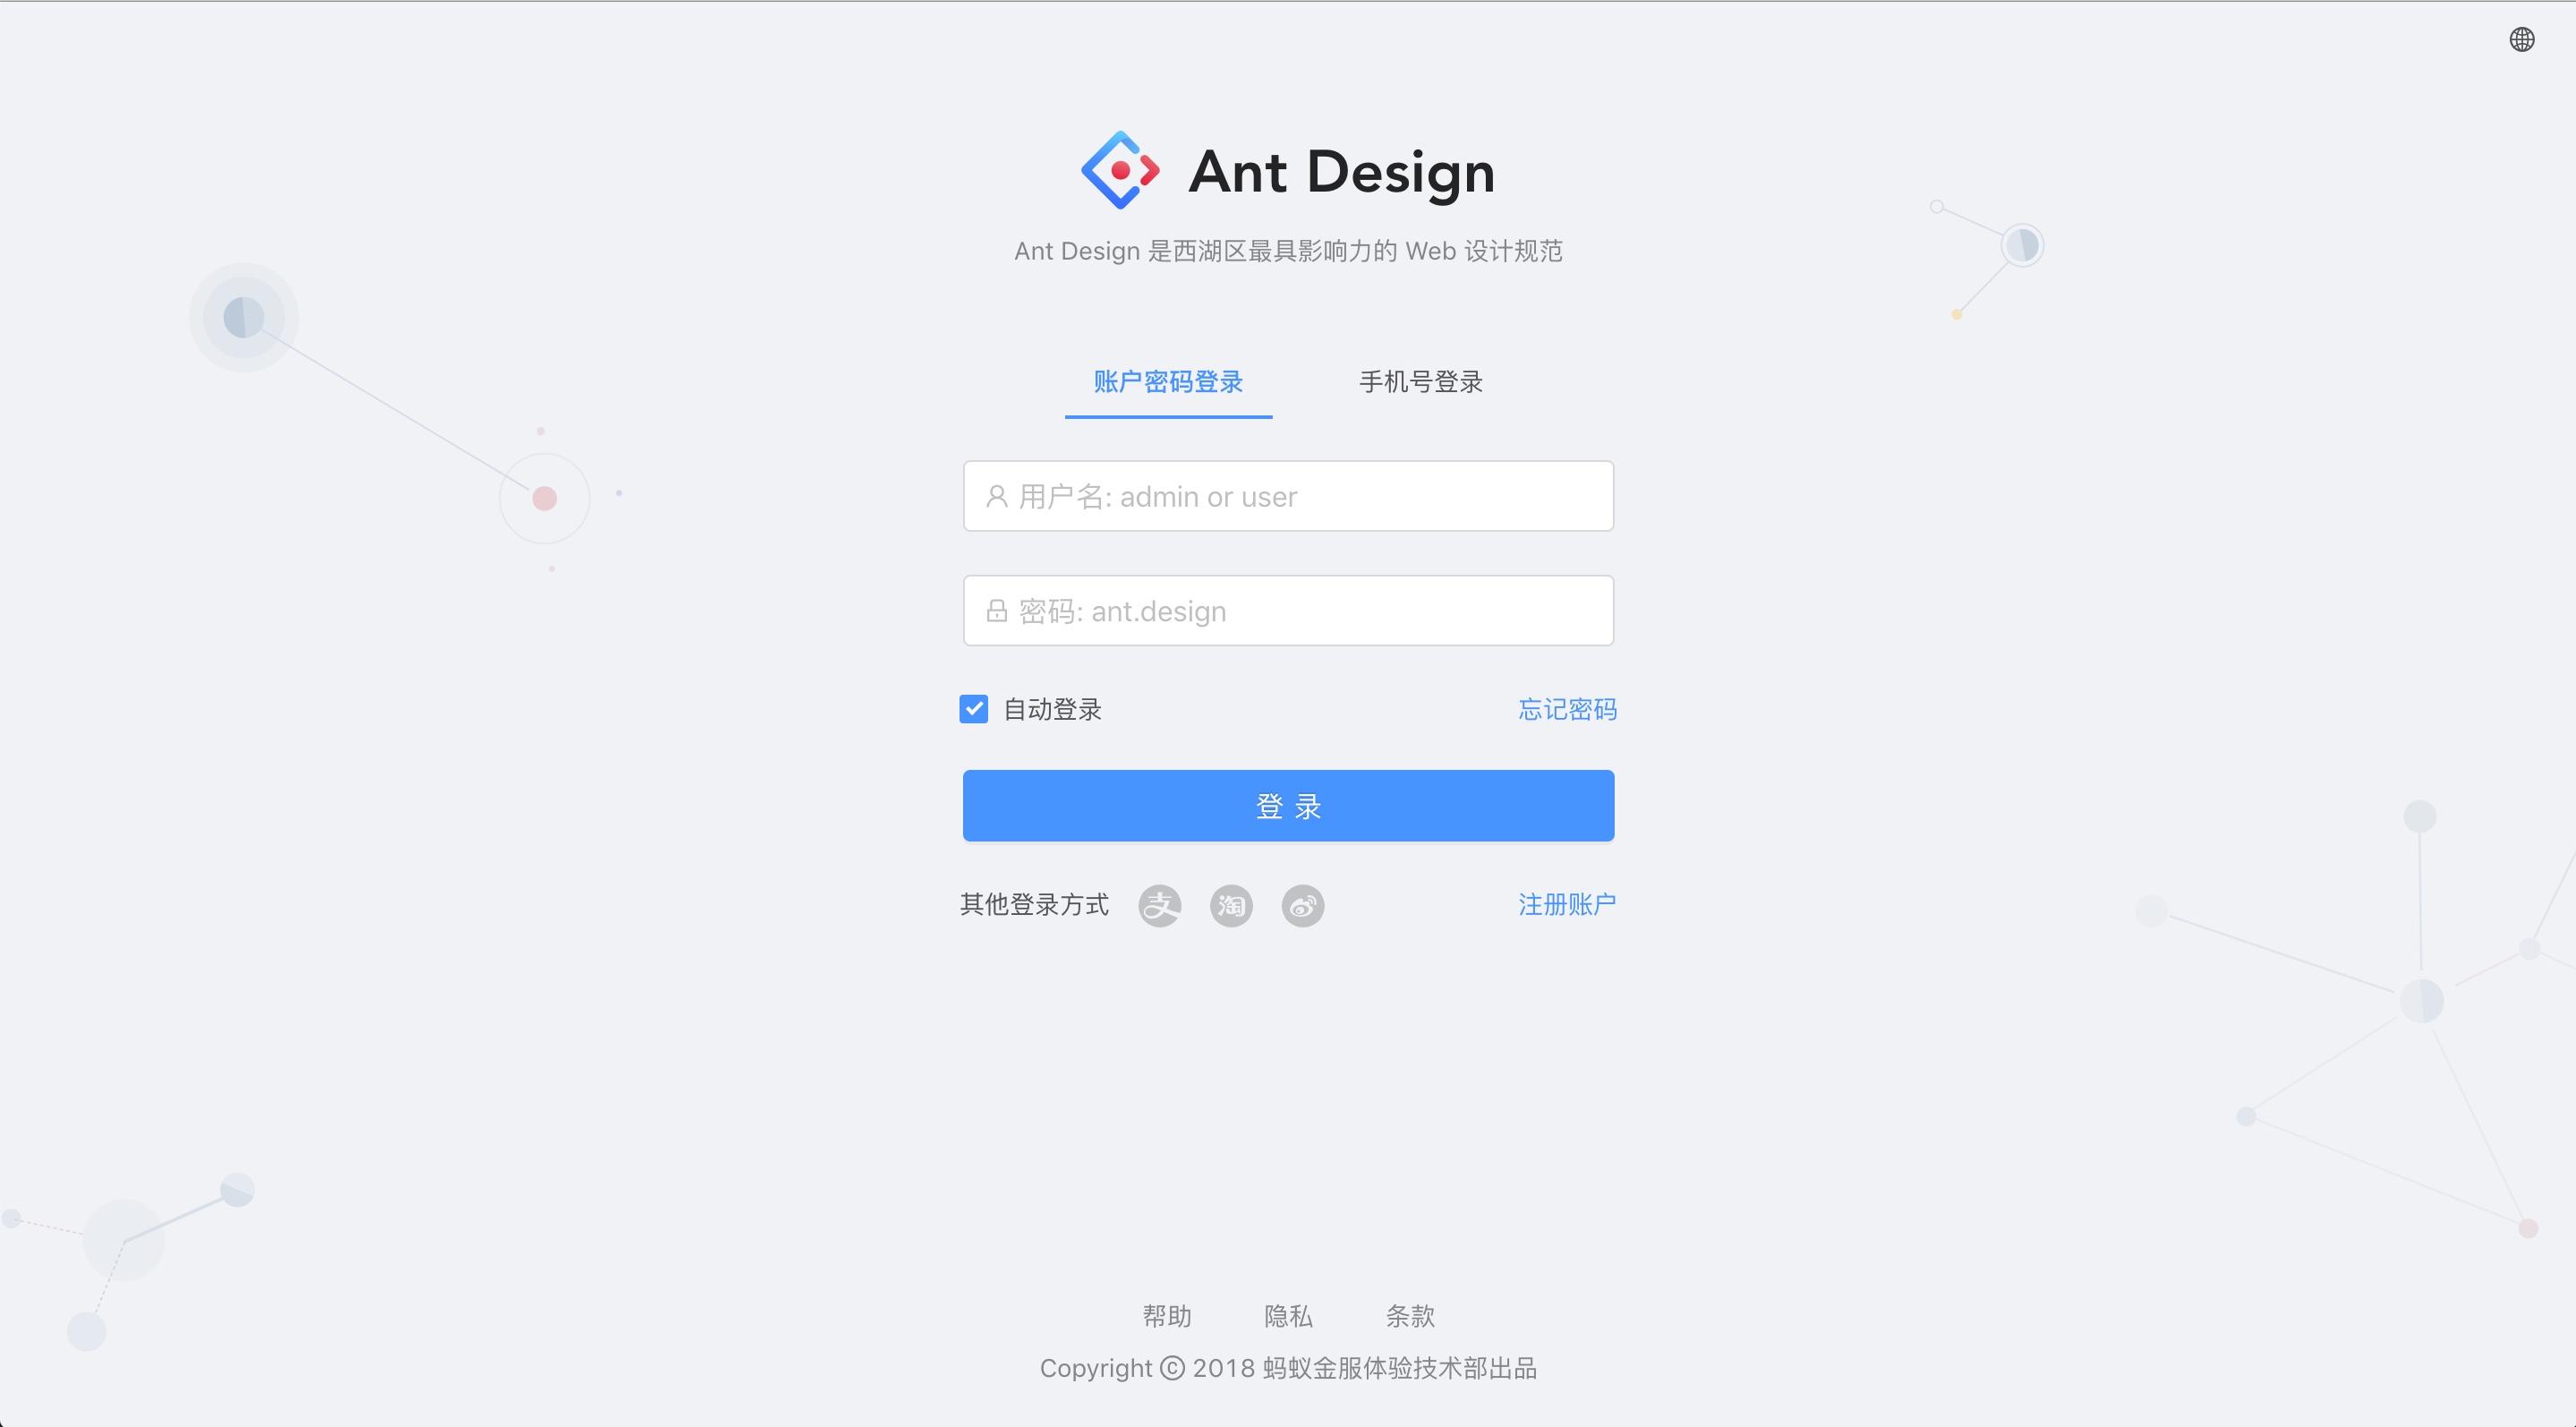 Ant Design
Ant Design 是西湖区最具影响力的 Web 设计规范
账户密码登录 手机号登录
用户名: admin or user
密码: ant.design
自动登录 忘记密码
登 录
其他登录方式 支 淘 注册账户
帮助 隐私 条款
Copyright © 2018 蚂蚁金服体验技术部出品